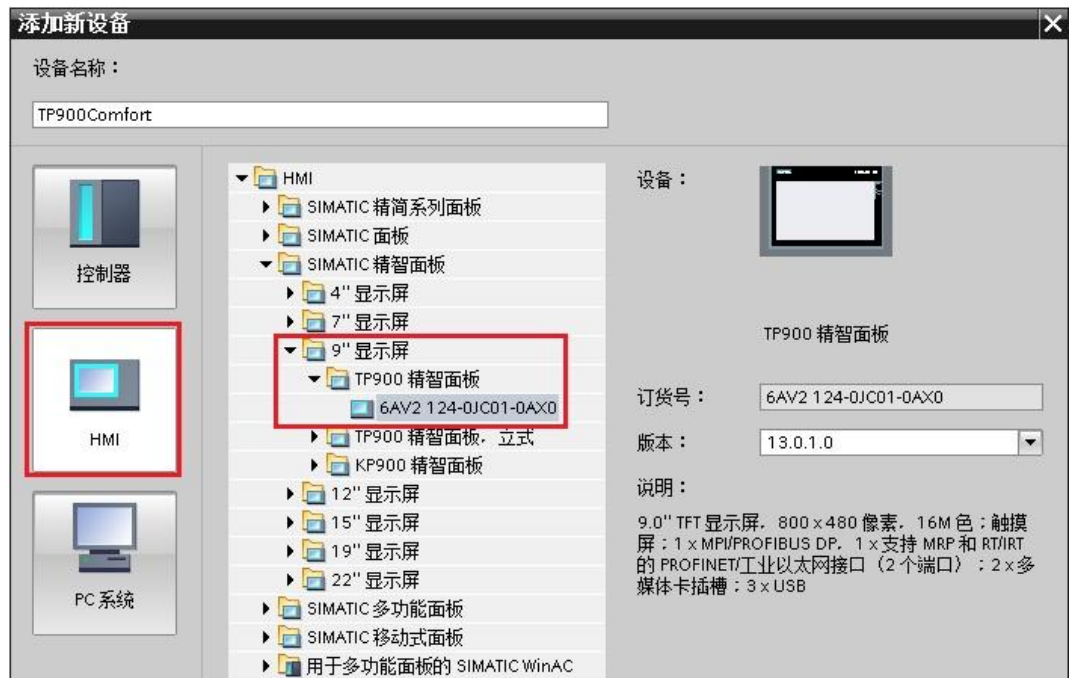 添加新设备
设备名称：
TP900Comfort
控制器
HMI
PC 系统
HMI
SIMATIC 精简系列面板
SIMATIC 面板
SIMATIC 精智面板
4" 显示屏
7" 显示屏
9" 显示屏
TP900 精智面板
6AV2 124-0JC01-0AX0
TP900 精智面板，立式
KP900 精智面板
12" 显示屏
15" 显示屏
19" 显示屏
22" 显示屏
SIMATIC 多功能面板
SIMATIC 移动式面板
用于多功能面板的 SIMATIC WinAC
设备：
TP900 精智面板
订货号：
6AV2 124-0JC01-0AX0
版本：
13.0.1.0
说明：
9.0" TFT 显示屏，800 x 480 像素，16M 色；触摸
屏；1 x MPI/PROFIBUS DP，1 x 支持 MRP 和 RT/IRT
的 PROFINET/工业以太网接口（2 个端口）；2 x 多
媒体卡插槽；3 x USB